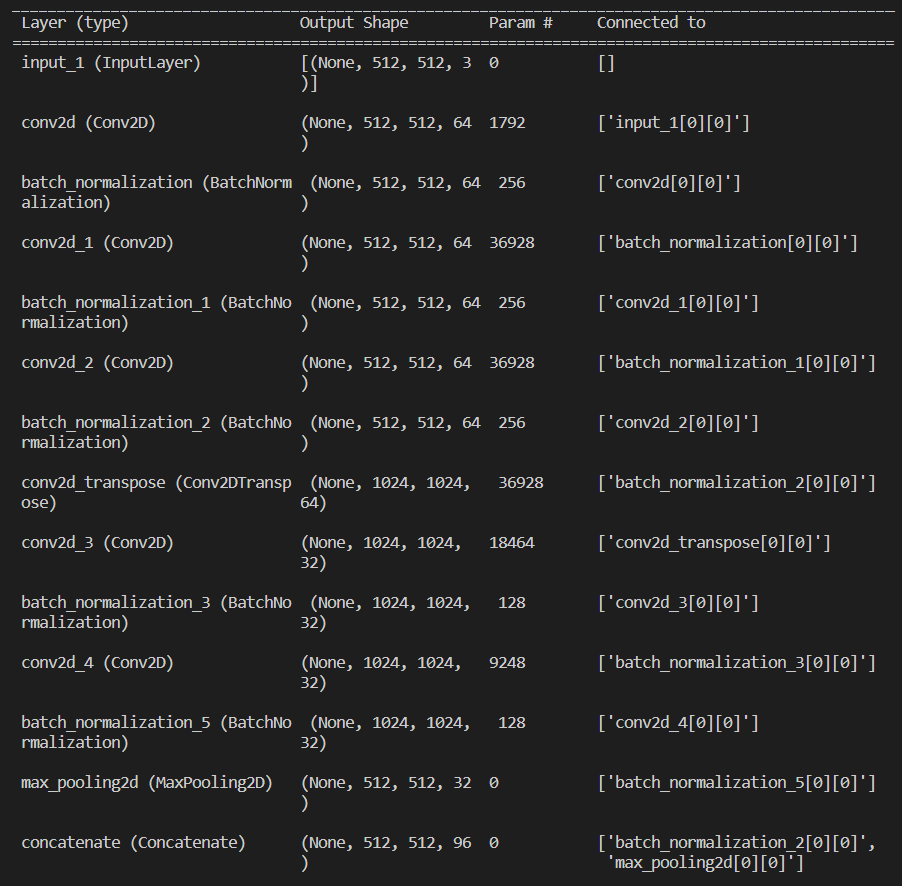 Layer (type)                   Output Shape         Param #     Connected to
==================================================================================================
input_1 (InputLayer)           [(None, 512, 512, 3  0           []
                               )]
conv2d (Conv2D)                (None, 512, 512, 64  1792        ['input_1[0][0]']
                               )
batch_normalization (BatchNorm  (None, 512, 512, 64  256        ['conv2d[0][0]']
alization)                     )
conv2d_1 (Conv2D)              (None, 512, 512, 64  36928       ['batch_normalization[0][0]']
                               )
batch_normalization_1 (BatchNo  (None, 512, 512, 64  256        ['conv2d_1[0][0]']
rmalization)                   )
conv2d_2 (Conv2D)              (None, 512, 512, 64  36928       ['batch_normalization_1[0][0]']
                               )
batch_normalization_2 (BatchNo  (None, 512, 512, 64  256        ['conv2d_2[0][0]']
rmalization)                   )
conv2d_transpose (Conv2DTransp  (None, 1024, 1024,   36928      ['batch_normalization_2[0][0]']
ose)                           64)
conv2d_3 (Conv2D)              (None, 1024, 1024,   18464       ['conv2d_transpose[0][0]']
                               32)
batch_normalization_3 (BatchNo  (None, 1024, 1024,   128        ['conv2d_3[0][0]']
rmalization)                   32)
conv2d_4 (Conv2D)              (None, 1024, 1024,   9248        ['batch_normalization_3[0][0]']
                               32)
batch_normalization_5 (BatchNo  (None, 1024, 1024,   128        ['conv2d_4[0][0]']
rmalization)                   32)
max_pooling2d (MaxPooling2D)   (None, 512, 512, 32  0           ['batch_normalization_5[0][0]']
                               )
concatenate (Concatenate)      (None, 512, 512, 96  0           ['batch_normalization_2[0][0]',
                               )                                 'max_pooling2d[0][0]']